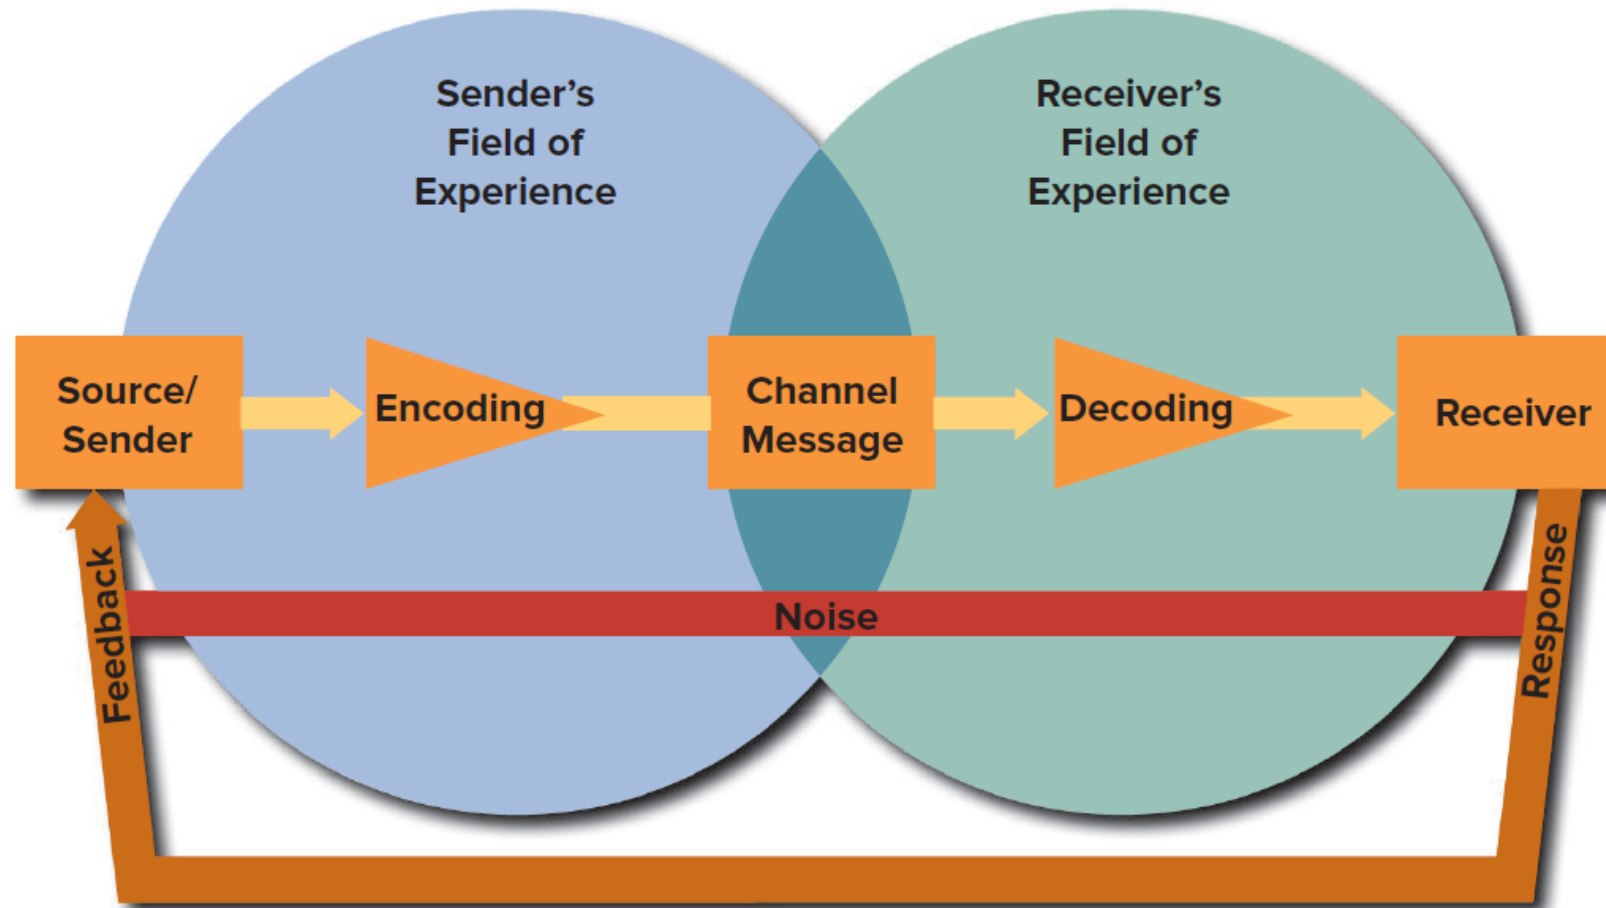 Sender's
Field of
Experience
Receiver's
Field of
Experience
Source/
Sender
Encoding
Channel
Message
Decoding
Receiver
Feedback
Noise
Response